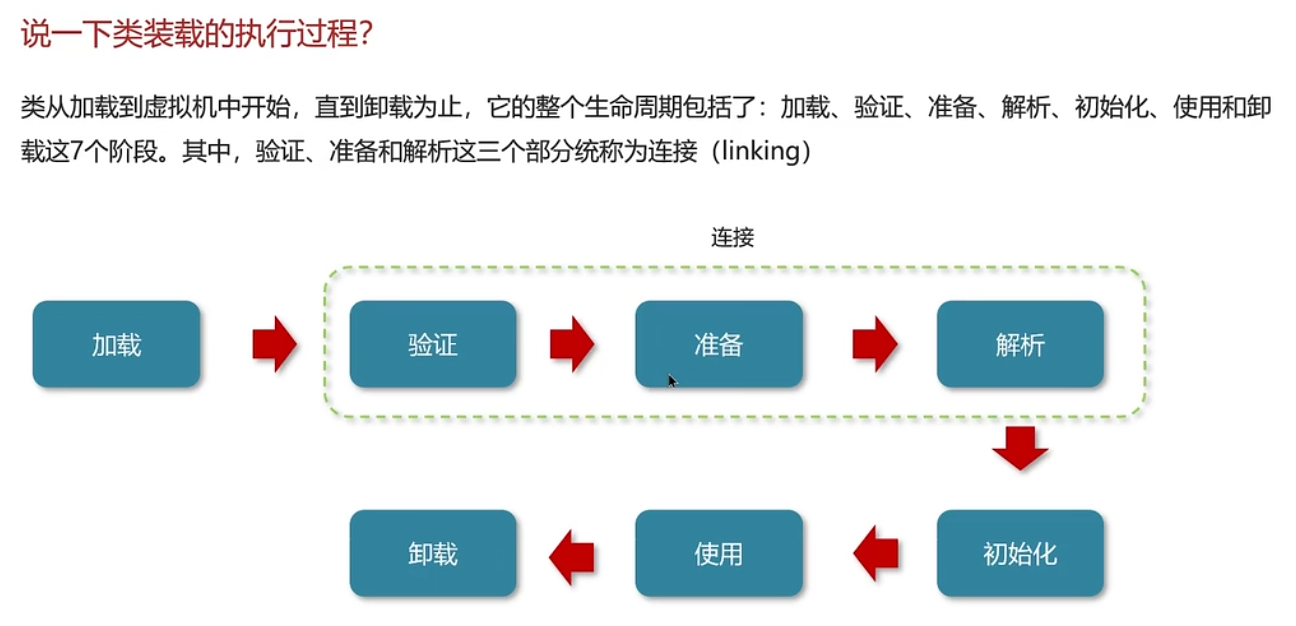 说一下类装载的执行过程？
类从加载到虚拟机中开始，直到卸载为止，它的整个生命周期包括了：加载、验证、准备、解析、初始化、使用和卸
载这7个阶段。其中，验证、准备和解析这三个部分统称为连接（linking）
连接
加载
验证
准备
解析
卸载
使用
初始化